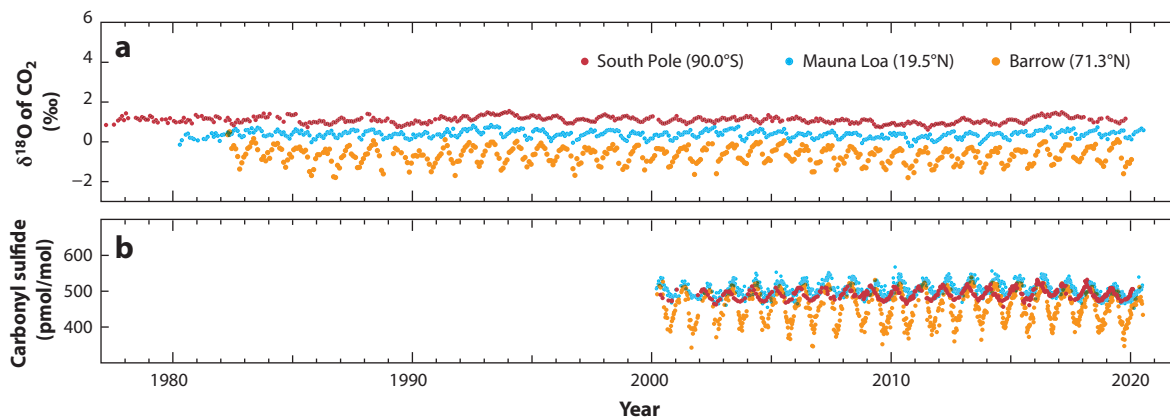 a
South Pole (90.0°S) Mauna Loa (19.5°N) Barrow (71.3°N)
δ¹⁸O of CO₂
(‰)
6
4
2
0
−2
b
Carbonyl sulfide
(pmol/mol)
600
500
400
1980 1990 2000 2010 2020
Year